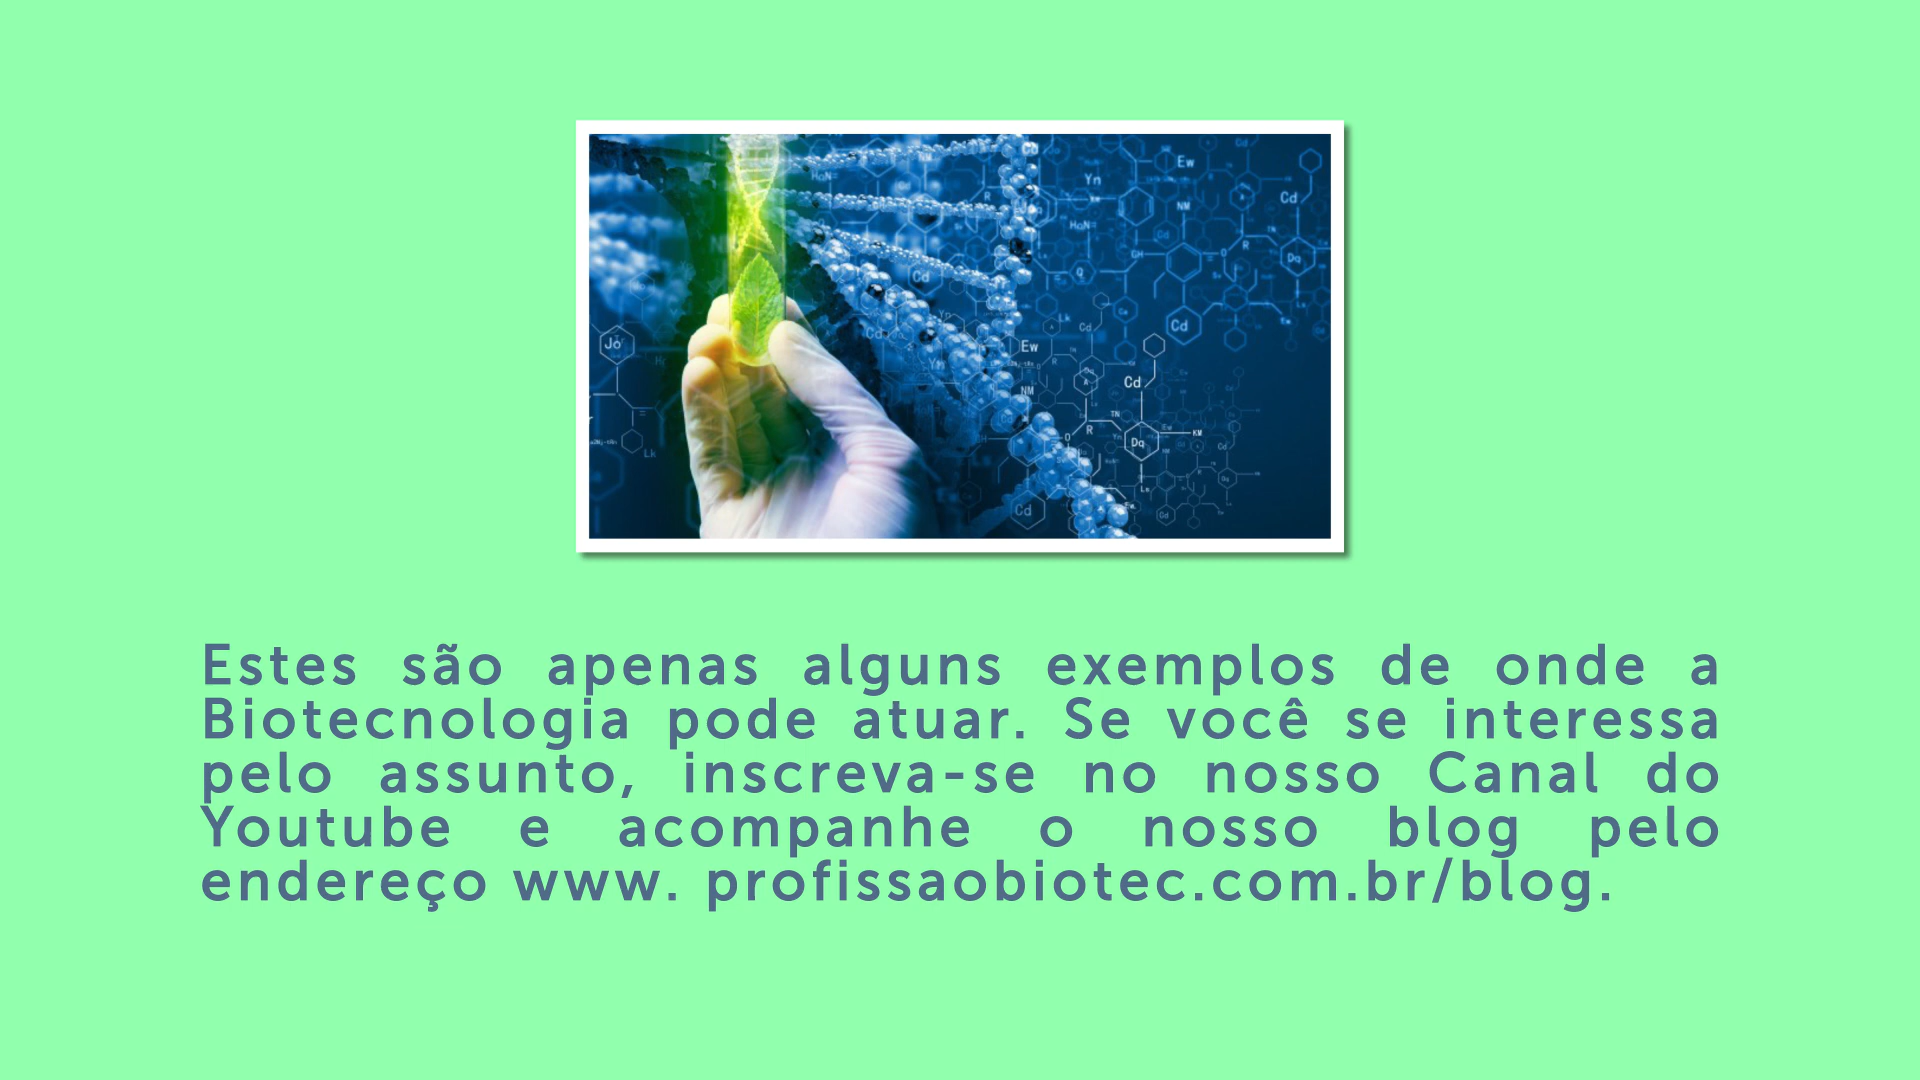 Estes são apenas alguns exemplos de onde a
Biotecnologia pode atuar. Se você se interessa
pelo assunto, inscreva-se no nosso Canal do
Youtube e acompanhe o nosso blog pelo
endereço www. profissaobiotec.com.br/blog.